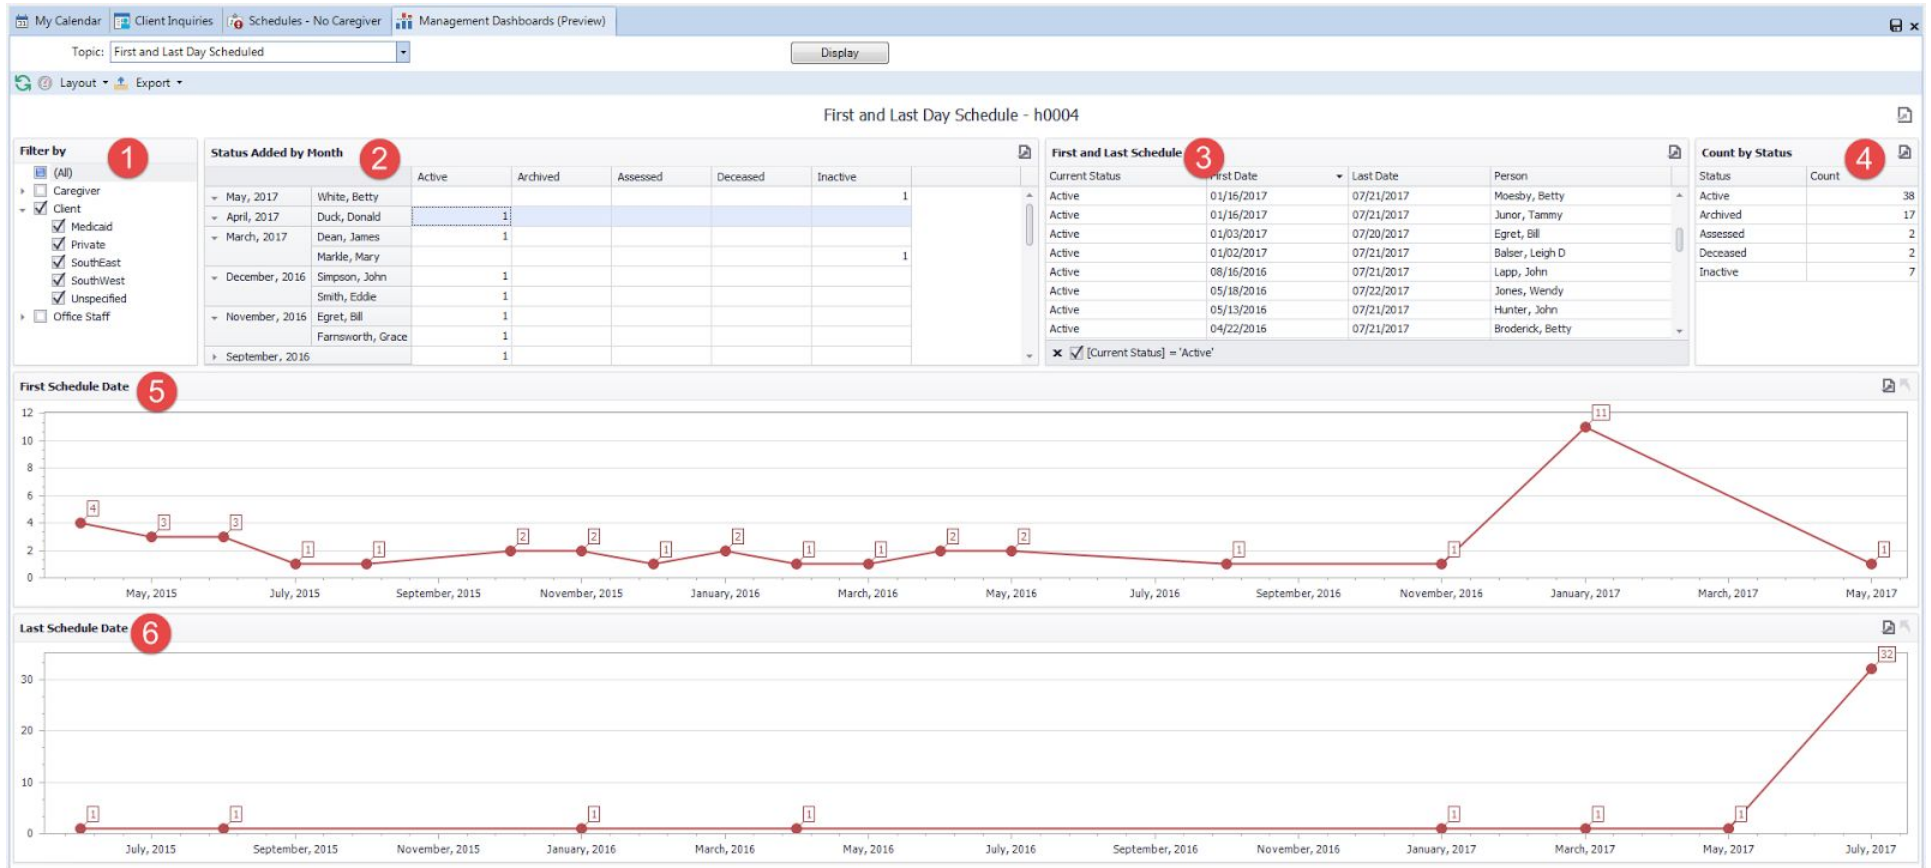 My Calendar Client Inquiries Schedules - No Caregiver Management Dashboards (Preview)
Topic: First and Last Day Scheduled Display
Layout Export
First and Last Day Schedule - h0004
Filter by 1
(All)
Caregiver
Client
Medicaid
Private
SouthEast
SouthWest
Unspecified
Office Staff
Status Added by Month 2
Active Archived Assessed Deceased Inactive
May, 2017 White, Betty 1
April, 2017 Duck, Donald 1
March, 2017 Dean, James 1
Markle, Mary 1
December, 2016 Simpson, John 1
Smith, Eddie 1
November, 2016 Egret, Bill 1
Farnsworth, Grace 1
September, 2016 1
First and Last Schedule 3
Current Status First Date Last Date Person
Active 01/16/2017 07/21/2017 Moesby, Betty
Active 01/16/2017 07/21/2017 Junor, Tammy
Active 01/03/2017 07/20/2017 Egret, Bill
Active 01/02/2017 07/21/2017 Balser, Leigh D
Active 08/16/2016 07/21/2017 Lapp, John
Active 05/18/2016 07/22/2017 Jones, Wendy
Active 05/13/2016 07/21/2017 Hunter, John
Active 04/22/2016 07/21/2017 Broderick, Betty
[Current Status] = 'Active'
Count by Status 4
Status Count
Active 38
Archived 17
Assessed 2
Deceased 2
Inactive 7
First Schedule Date 5
12
10
8
6
4
2
0
4 3 3 1 1 2 2 1 2 1 1 2 2 1 1 11 1
May, 2015 July, 2015 September, 2015 November, 2015 January, 2016 March, 2016 May, 2016 July, 2016 September, 2016 November, 2016 January, 2017 March, 2017 May, 2017
Last Schedule Date 6
30
20
10
0
1 1 1 1 1 1 1 32
July, 2015 September, 2015 November, 2015 January, 2016 March, 2016 May, 2016 July, 2016 September, 2016 November, 2016 January, 2017 March, 2017 May, 2017 July, 2017